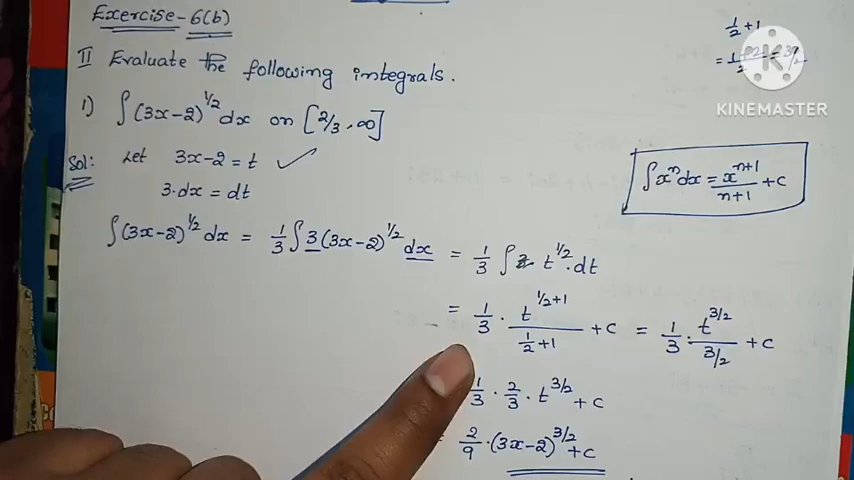 Exercise-6(b)
II Evaluate the following integrals.
1) ∫(3x-2)^1/2 dx on [2/3, ∞]
Sol: Let 3x-2 = t ✓
3·dx = dt
∫(3x-2)^1/2 dx = 1/3 ∫3(3x-2)^1/2 dx = 1/3 ∫ t^1/2 · dt
= 1/3 · t^(1/2+1) / (1/2+1) + c = 1/3 · t^3/2 / (3/2) + c
1/3 · 2/3 · t^3/2 + c
= 2/9 · (3x-2)^3/2 + c
1/2 + 1
= 3/2
KINEMASTER
∫x^n dx = x^(n+1) / (n+1) + c